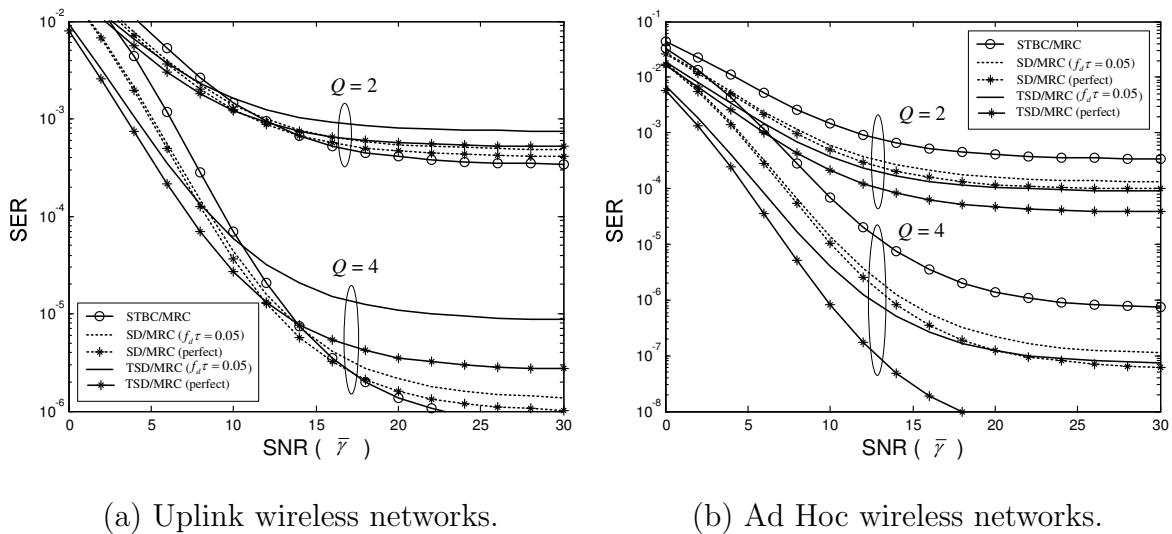 10^-2
10^-3
10^-4
10^-5
10^-6
SER
0 5 10 15 20 25 30
SNR ( γ̄ )
Q = 2
Q = 4
STBC/MRC
SD/MRC (f_d τ = 0.05)
SD/MRC (perfect)
TSD/MRC (f_d τ = 0.05)
TSD/MRC (perfect)
(a) Uplink wireless networks.
10^-1
10^-2
10^-3
10^-4
10^-5
10^-6
10^-7
10^-8
SER
0 5 10 15 20 25 30
SNR ( γ̄ )
STBC/MRC
SD/MRC (f_d τ = 0.05)
SD/MRC (perfect)
TSD/MRC (f_d τ = 0.05)
TSD/MRC (perfect)
Q = 2
Q = 4
(b) Ad Hoc wireless networks.